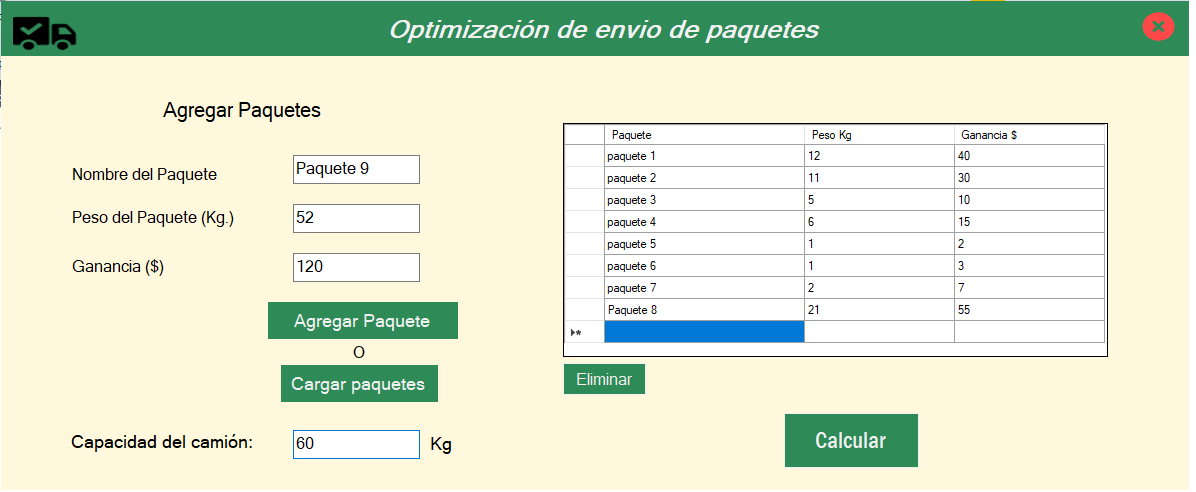 Optimización de envio de paquetes
Agregar Paquetes
Nombre del Paquete Paquete 9
Peso del Paquete (Kg.) 52
Ganancia ($) 120
Agregar Paquete
O
Cargar paquetes
Capacidad del camión: 60 Kg
Paquete Peso Kg Ganancia $
paquete 1 12 40
paquete 2 11 30
paquete 3 5 10
paquete 4 6 15
paquete 5 1 2
paquete 6 1 3
paquete 7 2 7
Paquete 8 21 55
Eliminar
Calcular